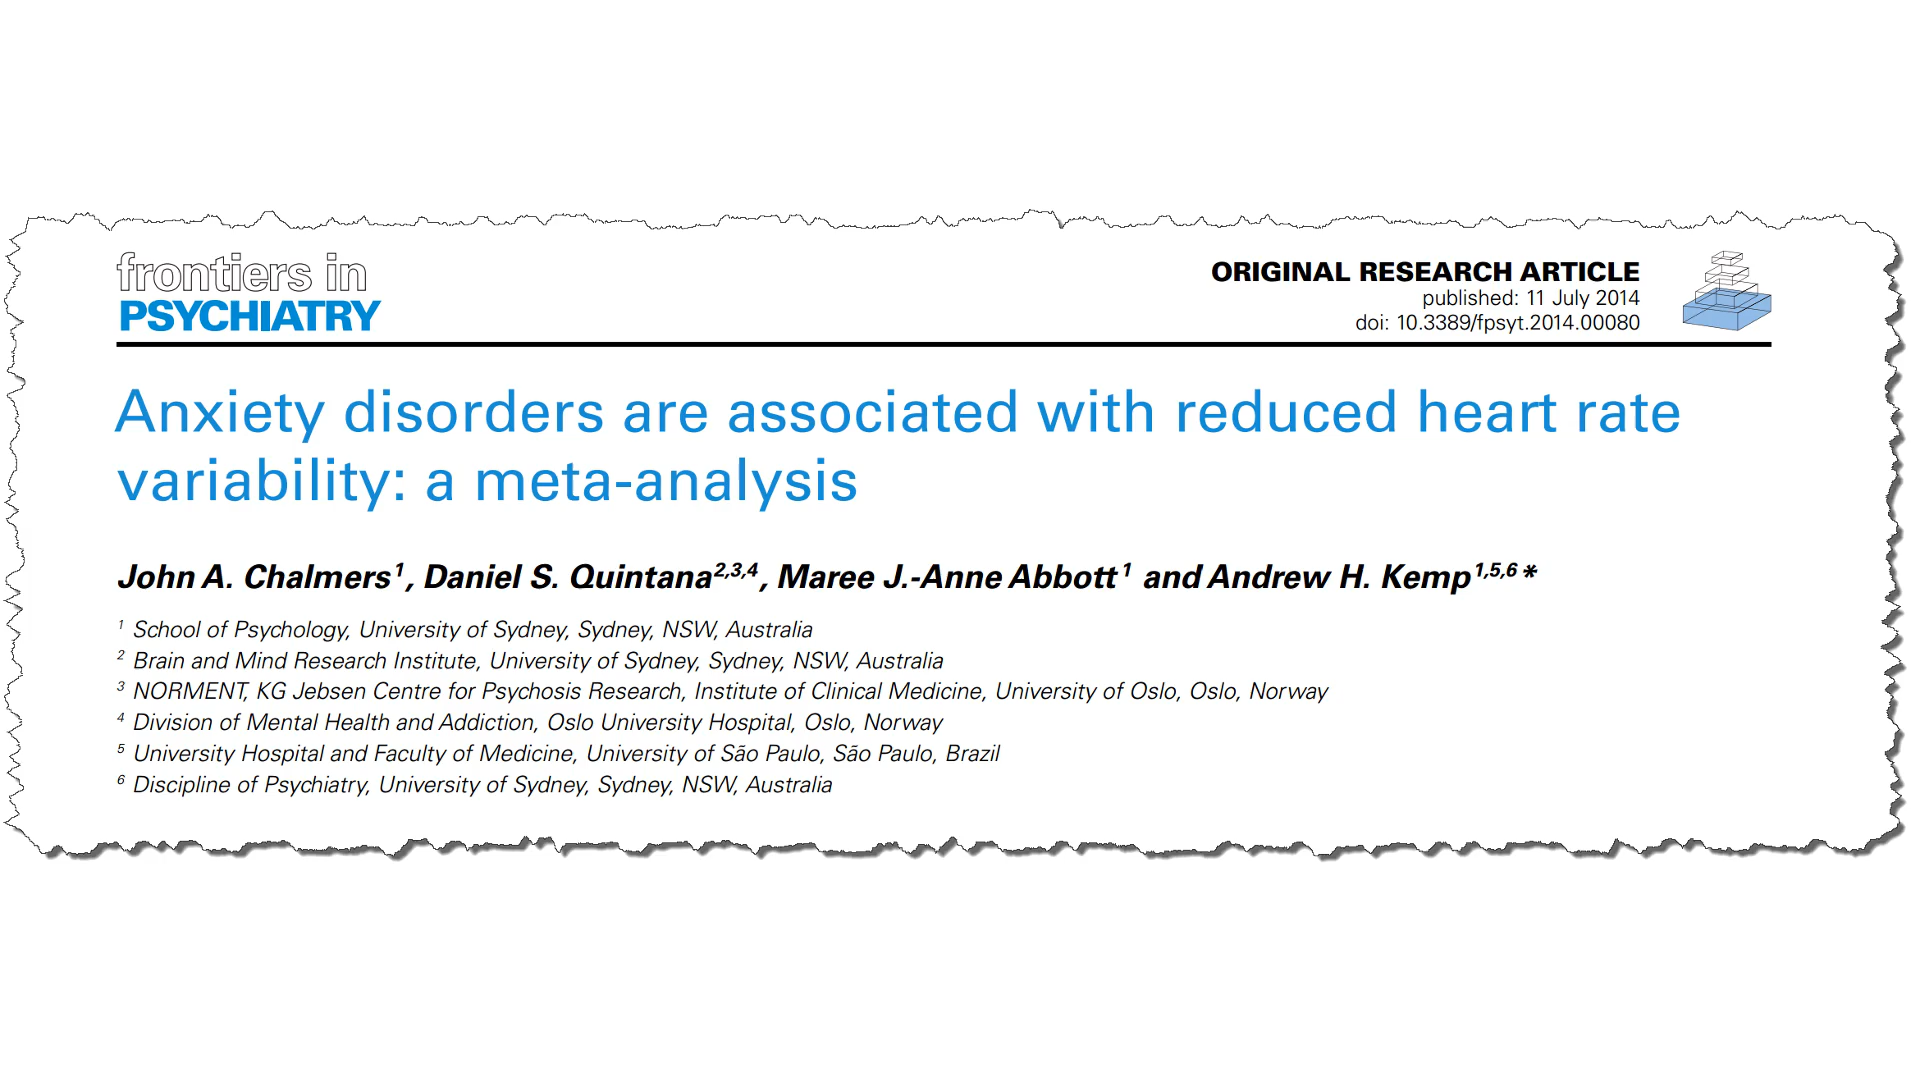 frontiers in
PSYCHIATRY
ORIGINAL RESEARCH ARTICLE
published: 11 July 2014
doi: 10.3389/fpsyt.2014.00080
Anxiety disorders are associated with reduced heart rate
variability: a meta-analysis
John A. Chalmers¹, Daniel S. Quintana²,³,⁴, Maree J.-Anne Abbott¹ and Andrew H. Kemp¹,⁵,⁶*
¹ School of Psychology, University of Sydney, Sydney, NSW, Australia
² Brain and Mind Research Institute, University of Sydney, Sydney, NSW, Australia
³ NORMENT, KG Jebsen Centre for Psychosis Research, Institute of Clinical Medicine, University of Oslo, Oslo, Norway
⁴ Division of Mental Health and Addiction, Oslo University Hospital, Oslo, Norway
⁵ University Hospital and Faculty of Medicine, University of São Paulo, São Paulo, Brazil
⁶ Discipline of Psychiatry, University of Sydney, Sydney, NSW, Australia